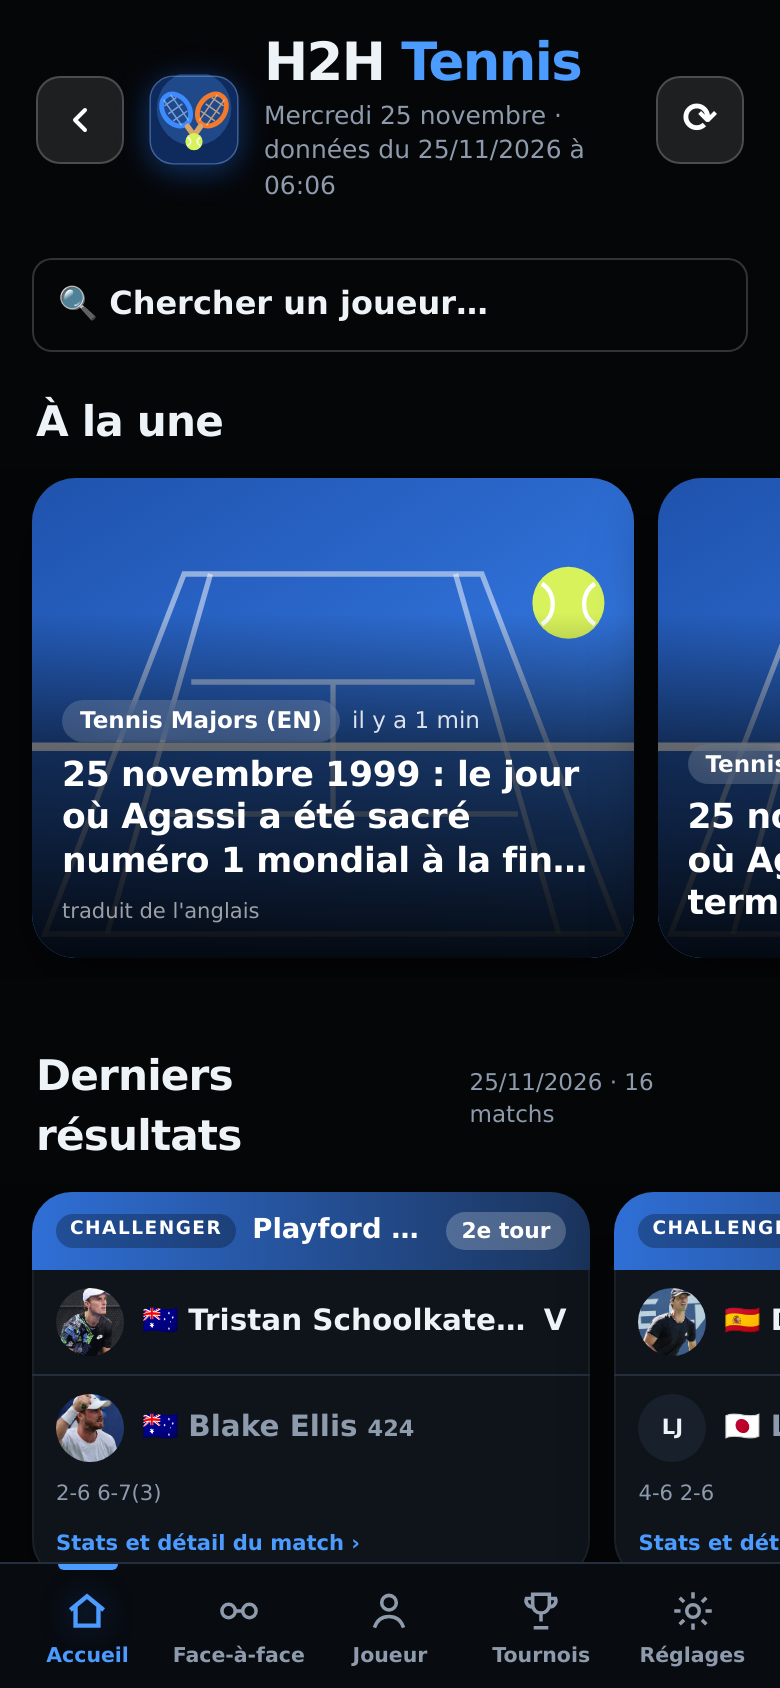 H2H Tennis
Mercredi 25 novembre ·
données du 25/11/2026 à
06:06
🔍 Chercher un joueur…
À la une
Tennis Majors (EN) il y a 1 min
25 novembre 1999 : le jour
où Agassi a été sacré
numéro 1 mondial à la fin…
traduit de l'anglais
Tennis
25 no
où Ag
term
Derniers
résultats
25/11/2026 · 16
matchs
CHALLENGER Playford … 2e tour
🇦🇺 Tristan Schoolkate… V
🇦🇺 Blake Ellis 424
2-6 6-7(3)
Stats et détail du match ›
CHALLENGE
🇪🇸 D
LJ 🇯🇵 L
4-6 2-6
Stats et dét
Accueil
Face-à-face
Joueur
Tournois
Réglages